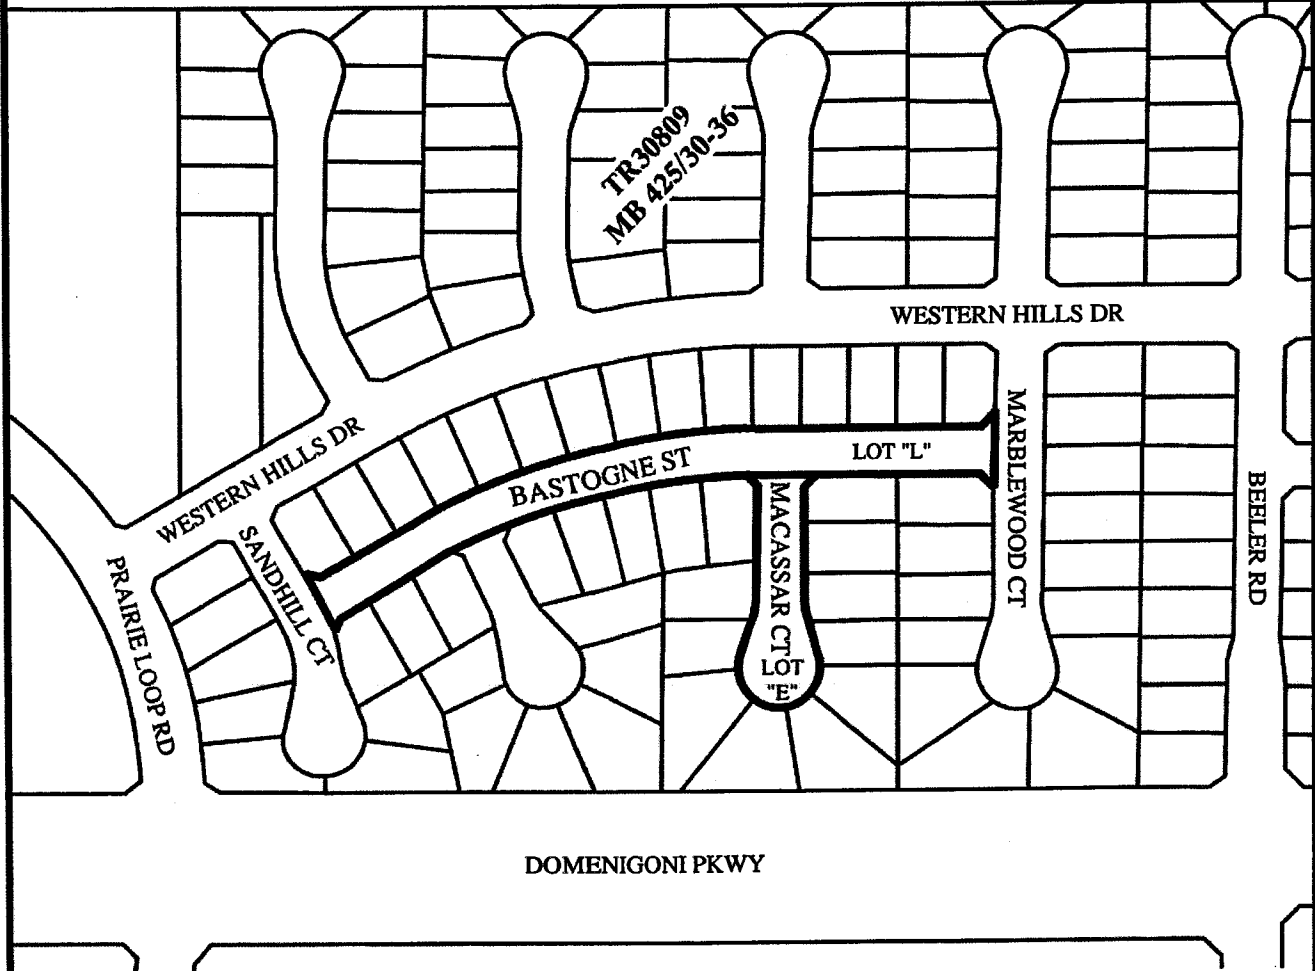 TR30809
MB 425/30-36
WESTERN HILLS DR
WESTERN HILLS DR
BASTOGNE ST
LOT "L"
MARBLEWOOD CT
MACASSAR CT
LOT
"E"
SANDHILL CT
PRAIRIE LOOP RD
BEELER RD
DOMENIGONI PKWY